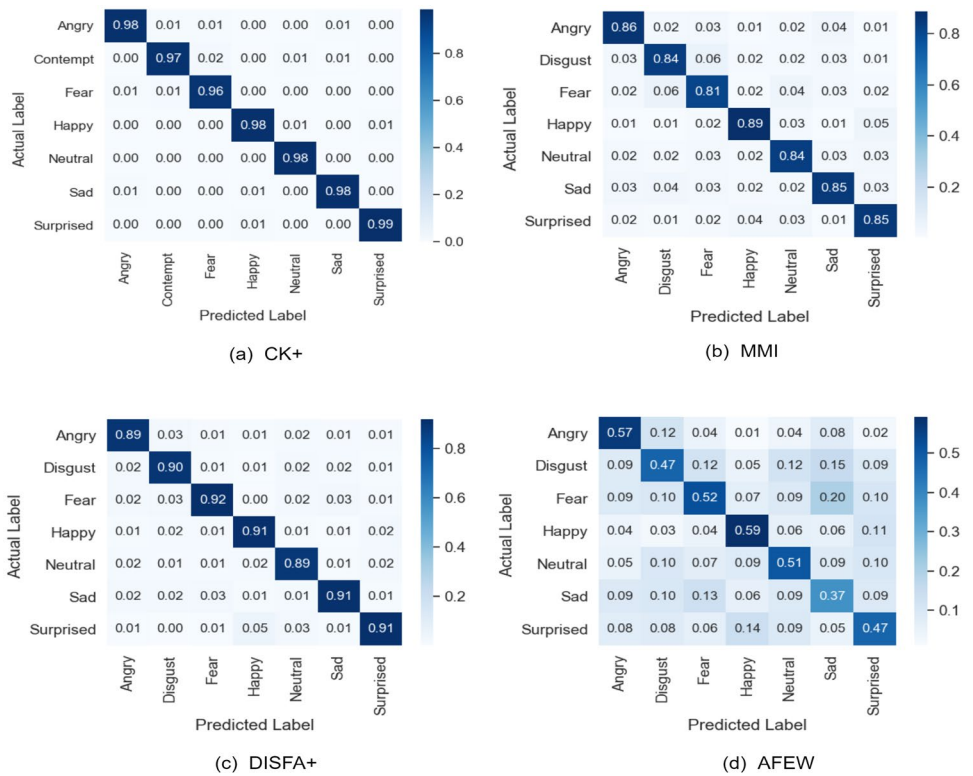 Actual Label
Angry 0.98 0.01 0.01 0.00 0.00 0.01 0.00
Contempt 0.00 0.97 0.02 0.00 0.01 0.01 0.00
Fear 0.01 0.01 0.96 0.00 0.00 0.00 0.00
Happy 0.00 0.00 0.00 0.98 0.01 0.00 0.01
Neutral 0.00 0.00 0.00 0.00 0.98 0.00 0.00
Sad 0.01 0.00 0.00 0.01 0.00 0.98 0.00
Surprised 0.00 0.00 0.00 0.01 0.00 0.00 0.99
0.8
0.6
0.4
0.2
0.0
Angry Contempt Fear Happy Neutral Sad Surprised
Predicted Label
(a) CK+
Actual Label
Angry 0.86 0.02 0.03 0.01 0.02 0.04 0.01
Disgust 0.03 0.84 0.06 0.02 0.03 0.03 0.01
Fear 0.02 0.06 0.81 0.02 0.04 0.03 0.02
Happy 0.01 0.01 0.02 0.89 0.01 0.01 0.05
Neutral 0.02 0.02 0.03 0.02 0.84 0.03 0.03
Sad 0.03 0.04 0.03 0.02 0.02 0.85 0.03
Surprised 0.02 0.01 0.02 0.04 0.03 0.01 0.85
0.8
0.6
0.4
0.2
Angry Disgust Fear Happy Neutral Sad Surprised
Predicted Label
(b) MMI
Actual Label
Angry 0.89 0.03 0.01 0.01 0.02 0.01 0.01
Disgust 0.02 0.90 0.01 0.01 0.02 0.02 0.01
Fear 0.02 0.03 0.92 0.00 0.02 0.03 0.01
Happy 0.01 0.02 0.01 0.91 0.01 0.01 0.02
Neutral 0.02 0.01 0.01 0.02 0.89 0.01 0.02
Sad 0.02 0.02 0.03 0.01 0.01 0.91 0.01
Surprised 0.01 0.00 0.01 0.05 0.03 0.01 0.91
0.8
0.6
0.4
0.2
Angry Disgust Fear Happy Neutral Sad Surprised
Predicted Label
(c) DISFA+
Actual Label
Angry 0.57 0.12 0.04 0.01 0.04 0.08 0.02
Disgust 0.09 0.47 0.12 0.05 0.12 0.15 0.09
Fear 0.09 0.10 0.52 0.07 0.09 0.20 0.10
Happy 0.04 0.03 0.04 0.59 0.06 0.06 0.11
Neutral 0.05 0.10 0.07 0.09 0.51 0.09 0.10
Sad 0.09 0.10 0.13 0.06 0.09 0.37 0.09
Surprised 0.08 0.08 0.06 0.14 0.09 0.05 0.47
0.5
0.4
0.3
0.2
0.1
Angry Disgust Fear Happy Neutral Sad Surprised
Predicted Label
(d) AFEW